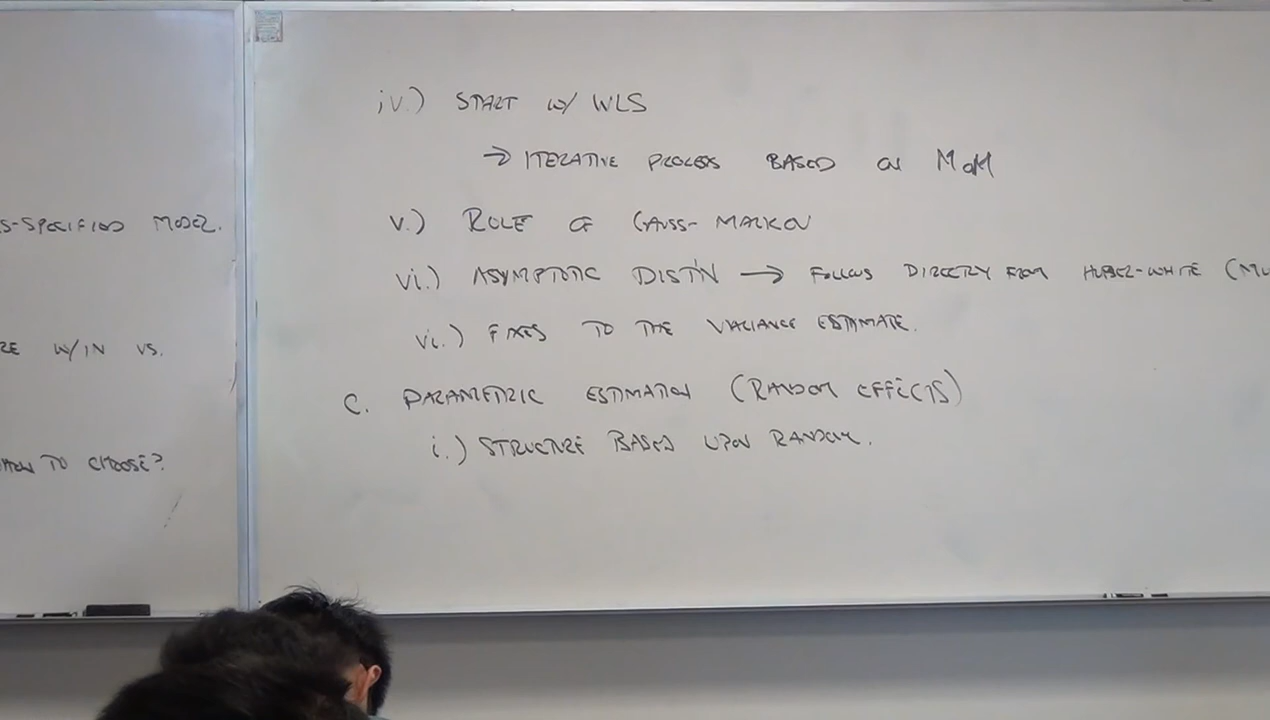 S-SPECIFIED MODEL.
RE W/IN VS.
HOW TO CHOOSE?
iv.) START W/ WLS
→ ITERATIVE PROCESS BASED ON MoM
v.) ROLE OF GAUSS-MARKOV
vi.) ASYMPTOTIC DIST'N → FOLLOWS DIRECTLY FROM HUBER-WHITE (MU
vi.) FIXES TO THE VARIANCE ESTIMATE.
C. PARAMETRIC ESTIMATION (RANDOM EFFECTS)
i.) STRUCTURE BASED UPON RANDOM.